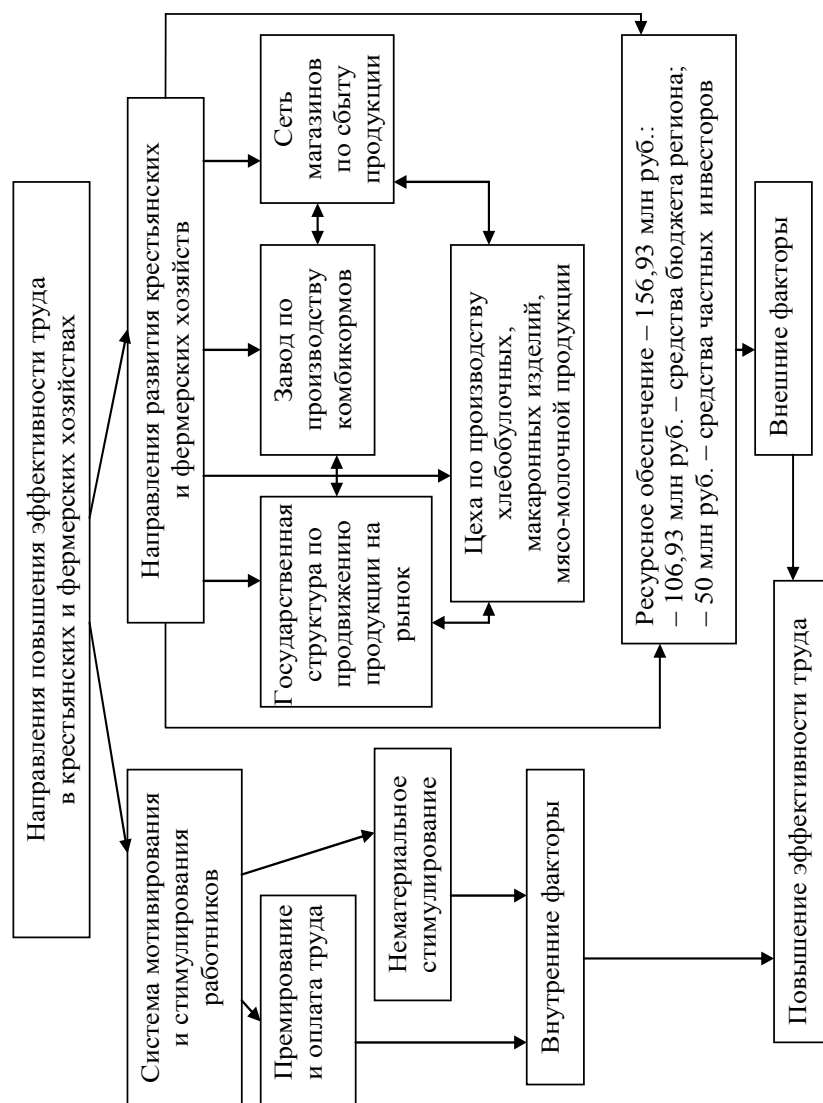 Направления повышения эффективности труда
в крестьянских и фермерских хозяйствах
Система мотивирования
и стимулирования
работников
Направления развития крестьянских
и фермерских хозяйств
Премирование
и оплата труда
Нематериальное
стимулирование
Государственная
структура по
продвижению
продукции на
рынок
Завод по
производству
комбикормов
Сеть
магазинов
по сбыту
продукции
Цеха по производству
хлебобулочных,
макаронных изделий,
мясо-молочной продукции
Внутренние факторы
Ресурсное обеспечение – 156,93 млн руб.:
– 106,93 млн руб. – средства бюджета региона;
– 50 млн руб. – средства частных инвесторов
Внешние факторы
Повышение эффективности труда